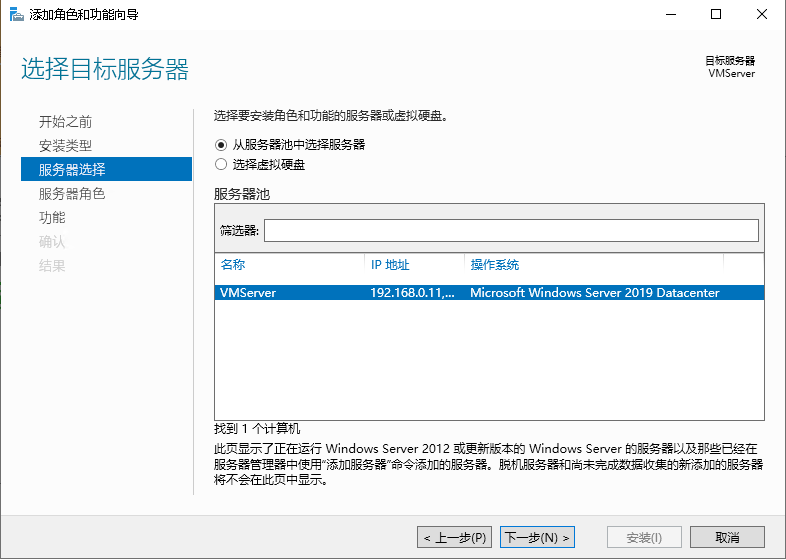 添加角色和功能向导
选择目标服务器
目标服务器
VMServer
开始之前
安装类型
服务器选择
服务器角色
功能
确认
结果
选择要安装角色和功能的服务器或虚拟硬盘。
从服务器池中选择服务器
选择虚拟硬盘
服务器池
筛选器:
名称 IP 地址 操作系统
VMServer 192.168.0.11,... Microsoft Windows Server 2019 Datacenter
找到 1 个计算机
此页显示了正在运行 Windows Server 2012 或更新版本的 Windows Server 的服务器以及那些已经在
服务器管理器中使用"添加服务器"命令添加的服务器。脱机服务器和尚未完成数据收集的新添加的服务器
将不会在此页中显示。
< 上一步(P) 下一步(N) > 安装(I) 取消